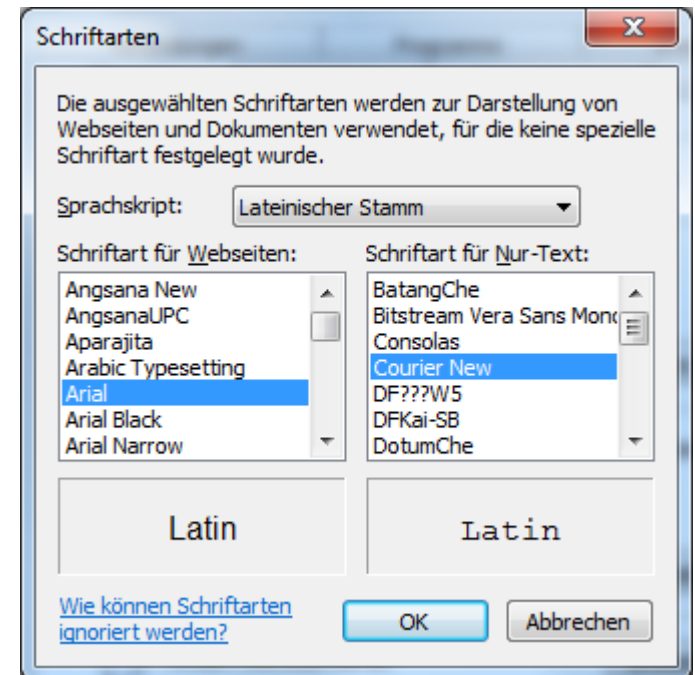 Schriftarten
Die ausgewählten Schriftarten werden zur Darstellung von
Webseiten und Dokumenten verwendet, für die keine spezielle
Schriftart festgelegt wurde.
Sprachskript: Lateinischer Stamm
Schriftart für Webseiten:
Angsana New
AngsanaUPC
Aparajita
Arabic Typesetting
Arial
Arial Black
Arial Narrow
Latin
Schriftart für Nur-Text:
BatangChe
Bitstream Vera Sans Mono
Consolas
Courier New
DF???W5
DFKai-SB
DotumChe
Latin
Wie können Schriftarten
ignoriert werden?
OK
Abbrechen